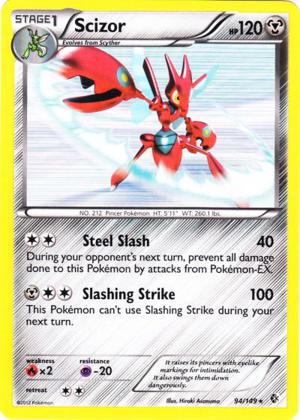 STAGE1
Scizor
HP120
Evolves from Scyther
NO. 212 Pincer Pokémon HT: 5'11" WT: 260.1 lbs.
Steel Slash 40
During your opponent's next turn, prevent all damage
done to this Pokémon by attacks from Pokémon-EX.
Slashing Strike 100
This Pokémon can't use Slashing Strike during your
next turn.
weakness
×2
resistance
-20
retreat
It raises its pincers with eyelike
markings for intimidation. It
also swings them down
dangerously.
Illus. Hiroki Asanuma
94/149 ★
©2012 Pokémon